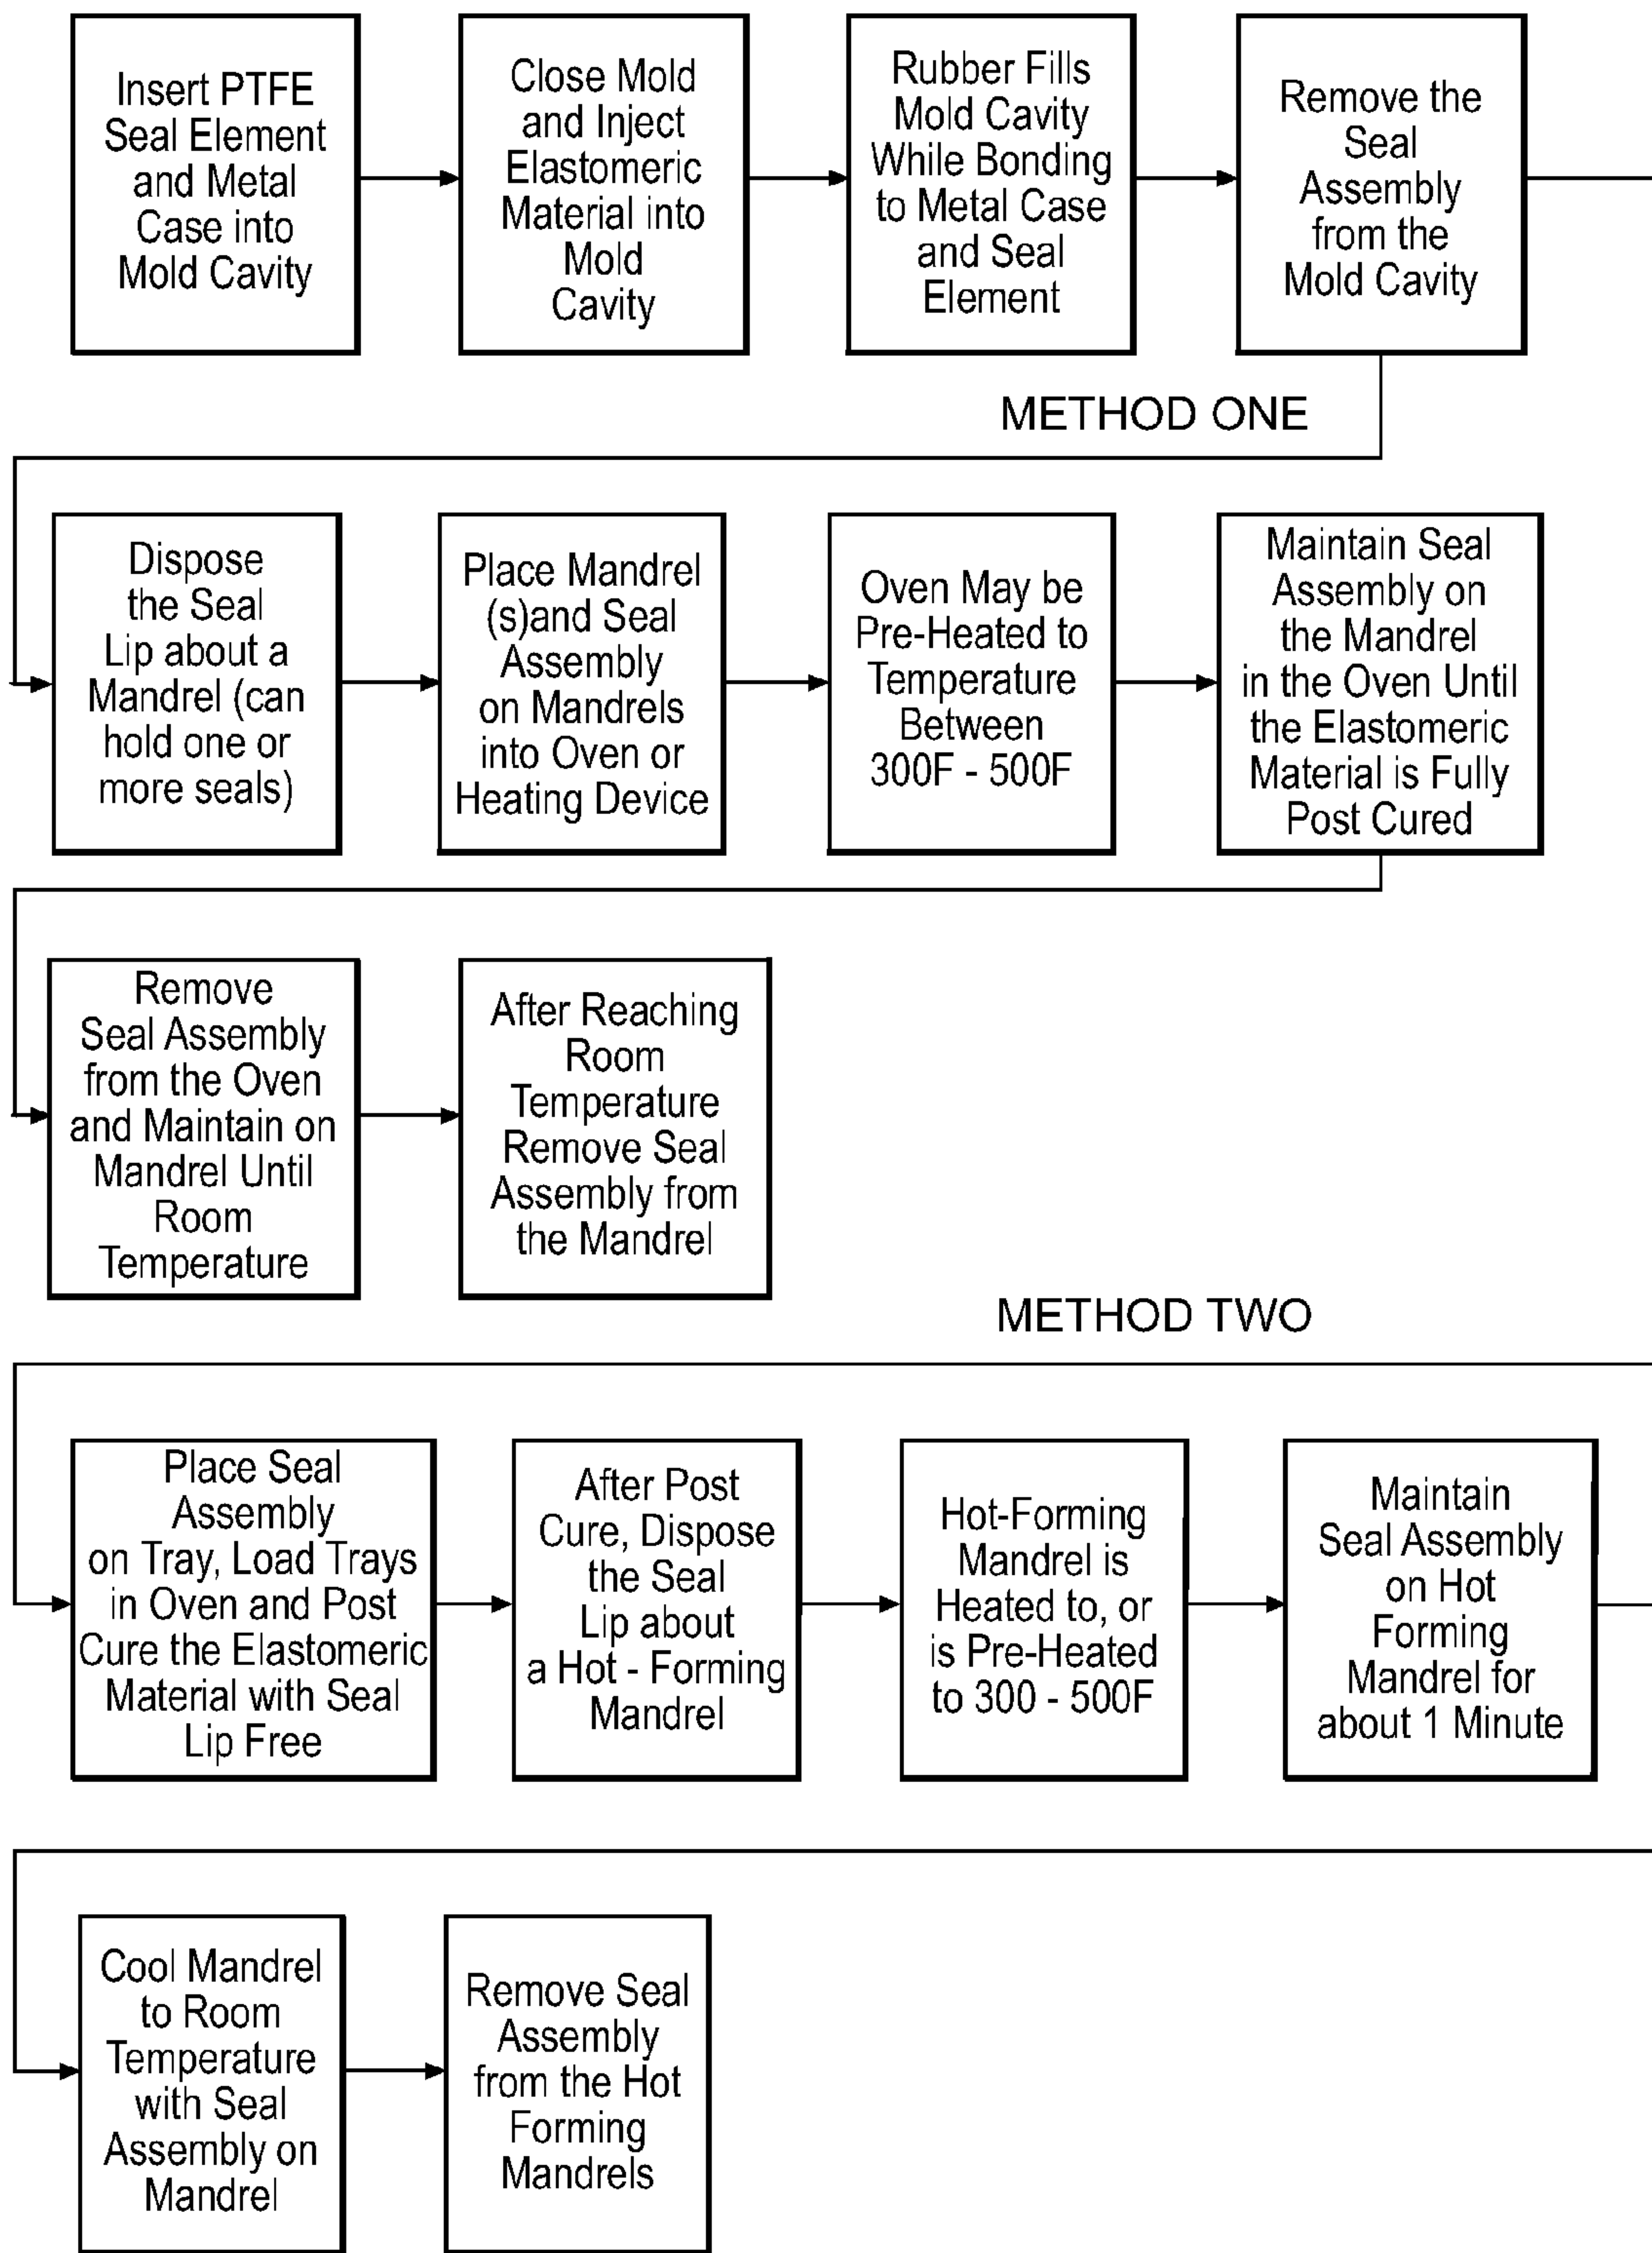 Insert PTFE
Seal Element
and Metal
Case into
Mold Cavity
Close Mold
and Inject
Elastomeric
Material into
Mold
Cavity
Rubber Fills
Mold Cavity
While Bonding
to Metal Case
and Seal
Element
Remove the
Seal
Assembly
from the
Mold Cavity
METHOD ONE
Dispose
the Seal
Lip about a
Mandrel (can
hold one or
more seals)
Place Mandrel
(s)and Seal
Assembly
on Mandrels
into Oven or
Heating Device
Oven May be
Pre-Heated to
Temperature
Between
300F - 500F
Maintain Seal
Assembly on
the Mandrel
in the Oven Until
the Elastomeric
Material is Fully
Post Cured
Remove
Seal Assembly
from the Oven
and Maintain on
Mandrel Until
Room
Temperature
After Reaching
Room
Temperature
Remove Seal
Assembly from
the Mandrel
METHOD TWO
Place Seal
Assembly
on Tray, Load Trays
in Oven and Post
Cure the Elastomeric
Material with Seal
Lip Free
After Post
Cure, Dispose
the Seal
Lip about
a Hot - Forming
Mandrel
Hot-Forming
Mandrel is
Heated to, or
is Pre-Heated
to 300 - 500F
Maintain
Seal Assembly
on Hot
Forming
Mandrel for
about 1 Minute
Cool Mandrel
to Room
Temperature
with Seal
Assembly on
Mandrel
Remove Seal
Assembly
from the Hot
Forming
Mandrels